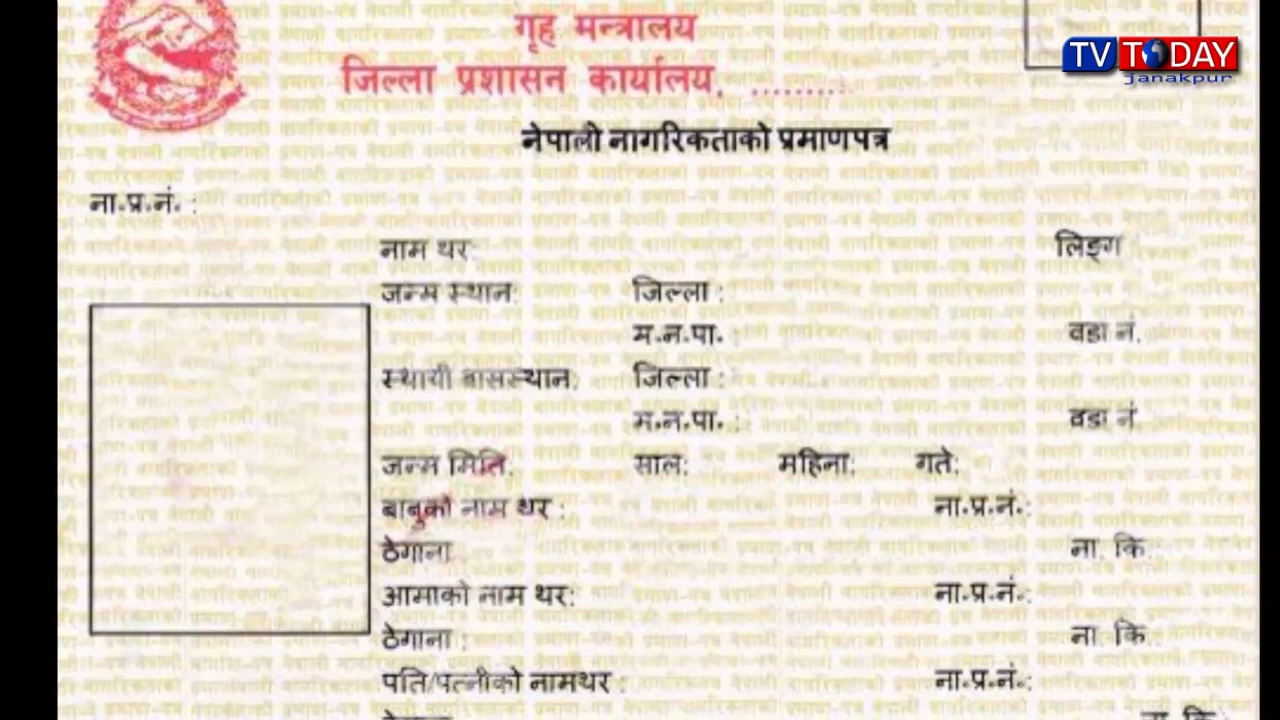 गृह मन्त्रालय
जिल्ला प्रशासन कार्यालय, ..........
TV TODAY
janakpur
नेपाली नागरिकताको प्रमाणपत्र
ना.प्र.नं. :
नाम थर लिङ्ग
जन्म स्थान: जिल्ला :
म.न.पा. : वडा नं.
स्थायी बासस्थान: जिल्ला :
म.न.पा. : वडा नं
जन्म मिति: साल: महिना: गते:
बाबुको नाम थर : ना.प्र.नं.:
ठेगाना ना. कि.:
आमाको नाम थर: ना.प्र.नं.:
ठेगाना : ना. कि.:
पति/पत्नीको नामथर : ना.प्र.नं.: